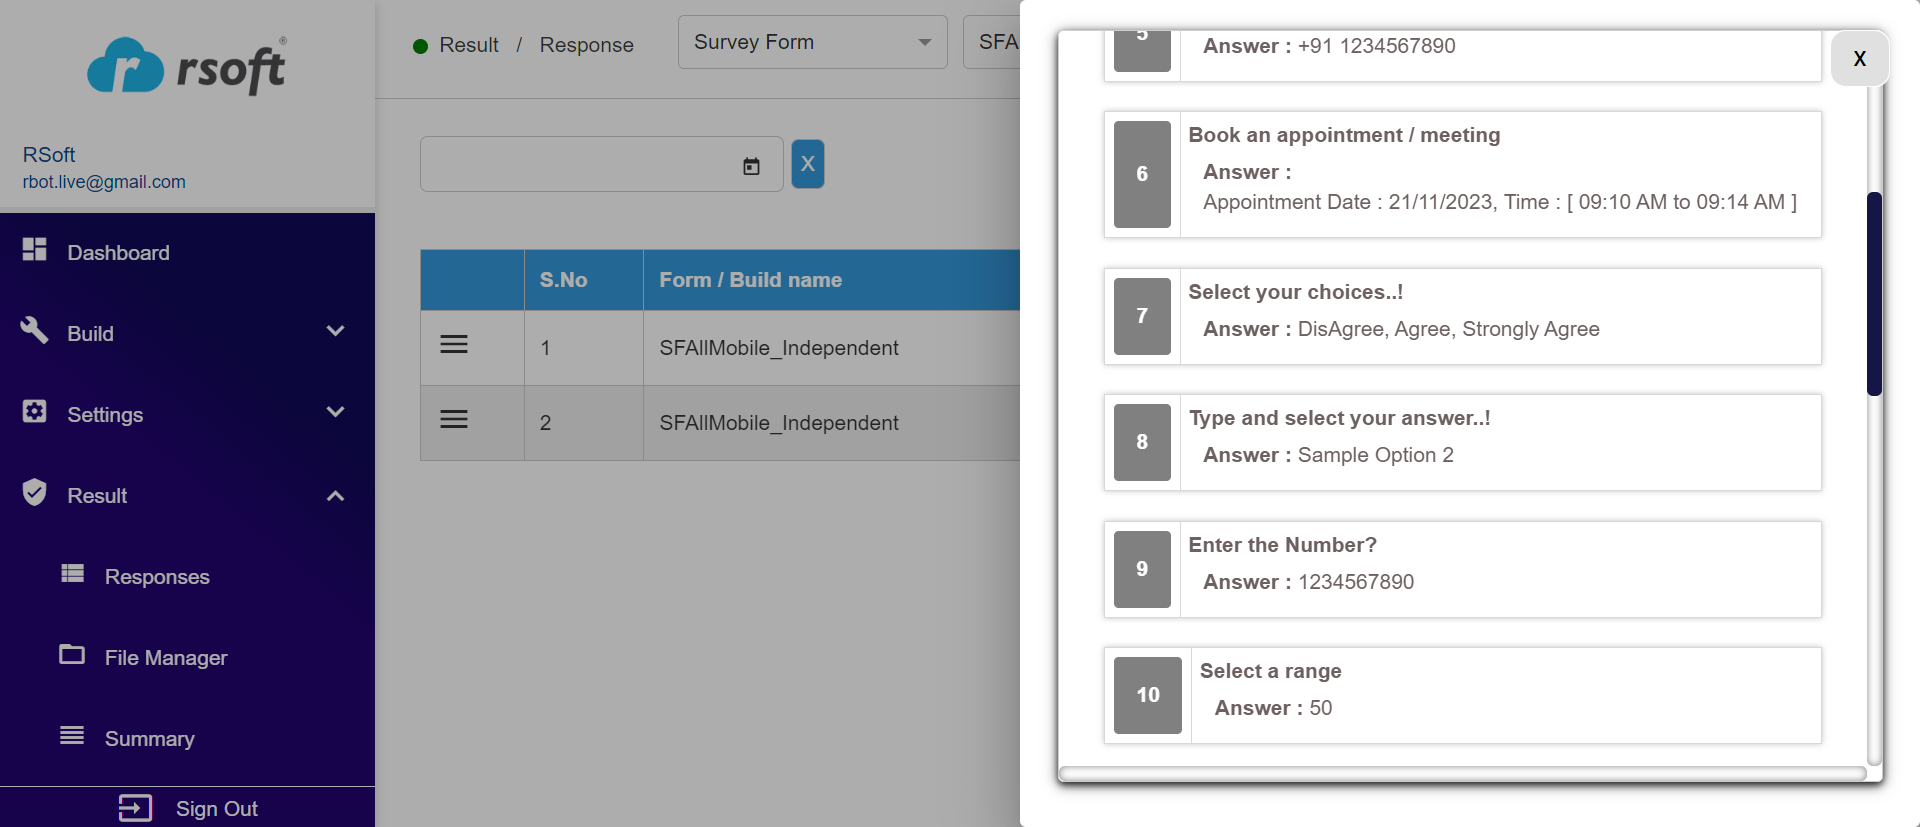 rsoft®
RSoft
rbot.live@gmail.com
Dashboard
Build
Settings
Result
Responses
File Manager
Summary
Sign Out
Result / Response
Survey Form
SFA
X
S.No Form / Build name
1 SFAllMobile_Independent
2 SFAllMobile_Independent
X
5
Answer : +91 1234567890
6
Book an appointment / meeting
Answer :
Appointment Date : 21/11/2023, Time : [ 09:10 AM to 09:14 AM ]
7
Select your choices..!
Answer : DisAgree, Agree, Strongly Agree
8
Type and select your answer..!
Answer : Sample Option 2
9
Enter the Number?
Answer : 1234567890
10
Select a range
Answer : 50